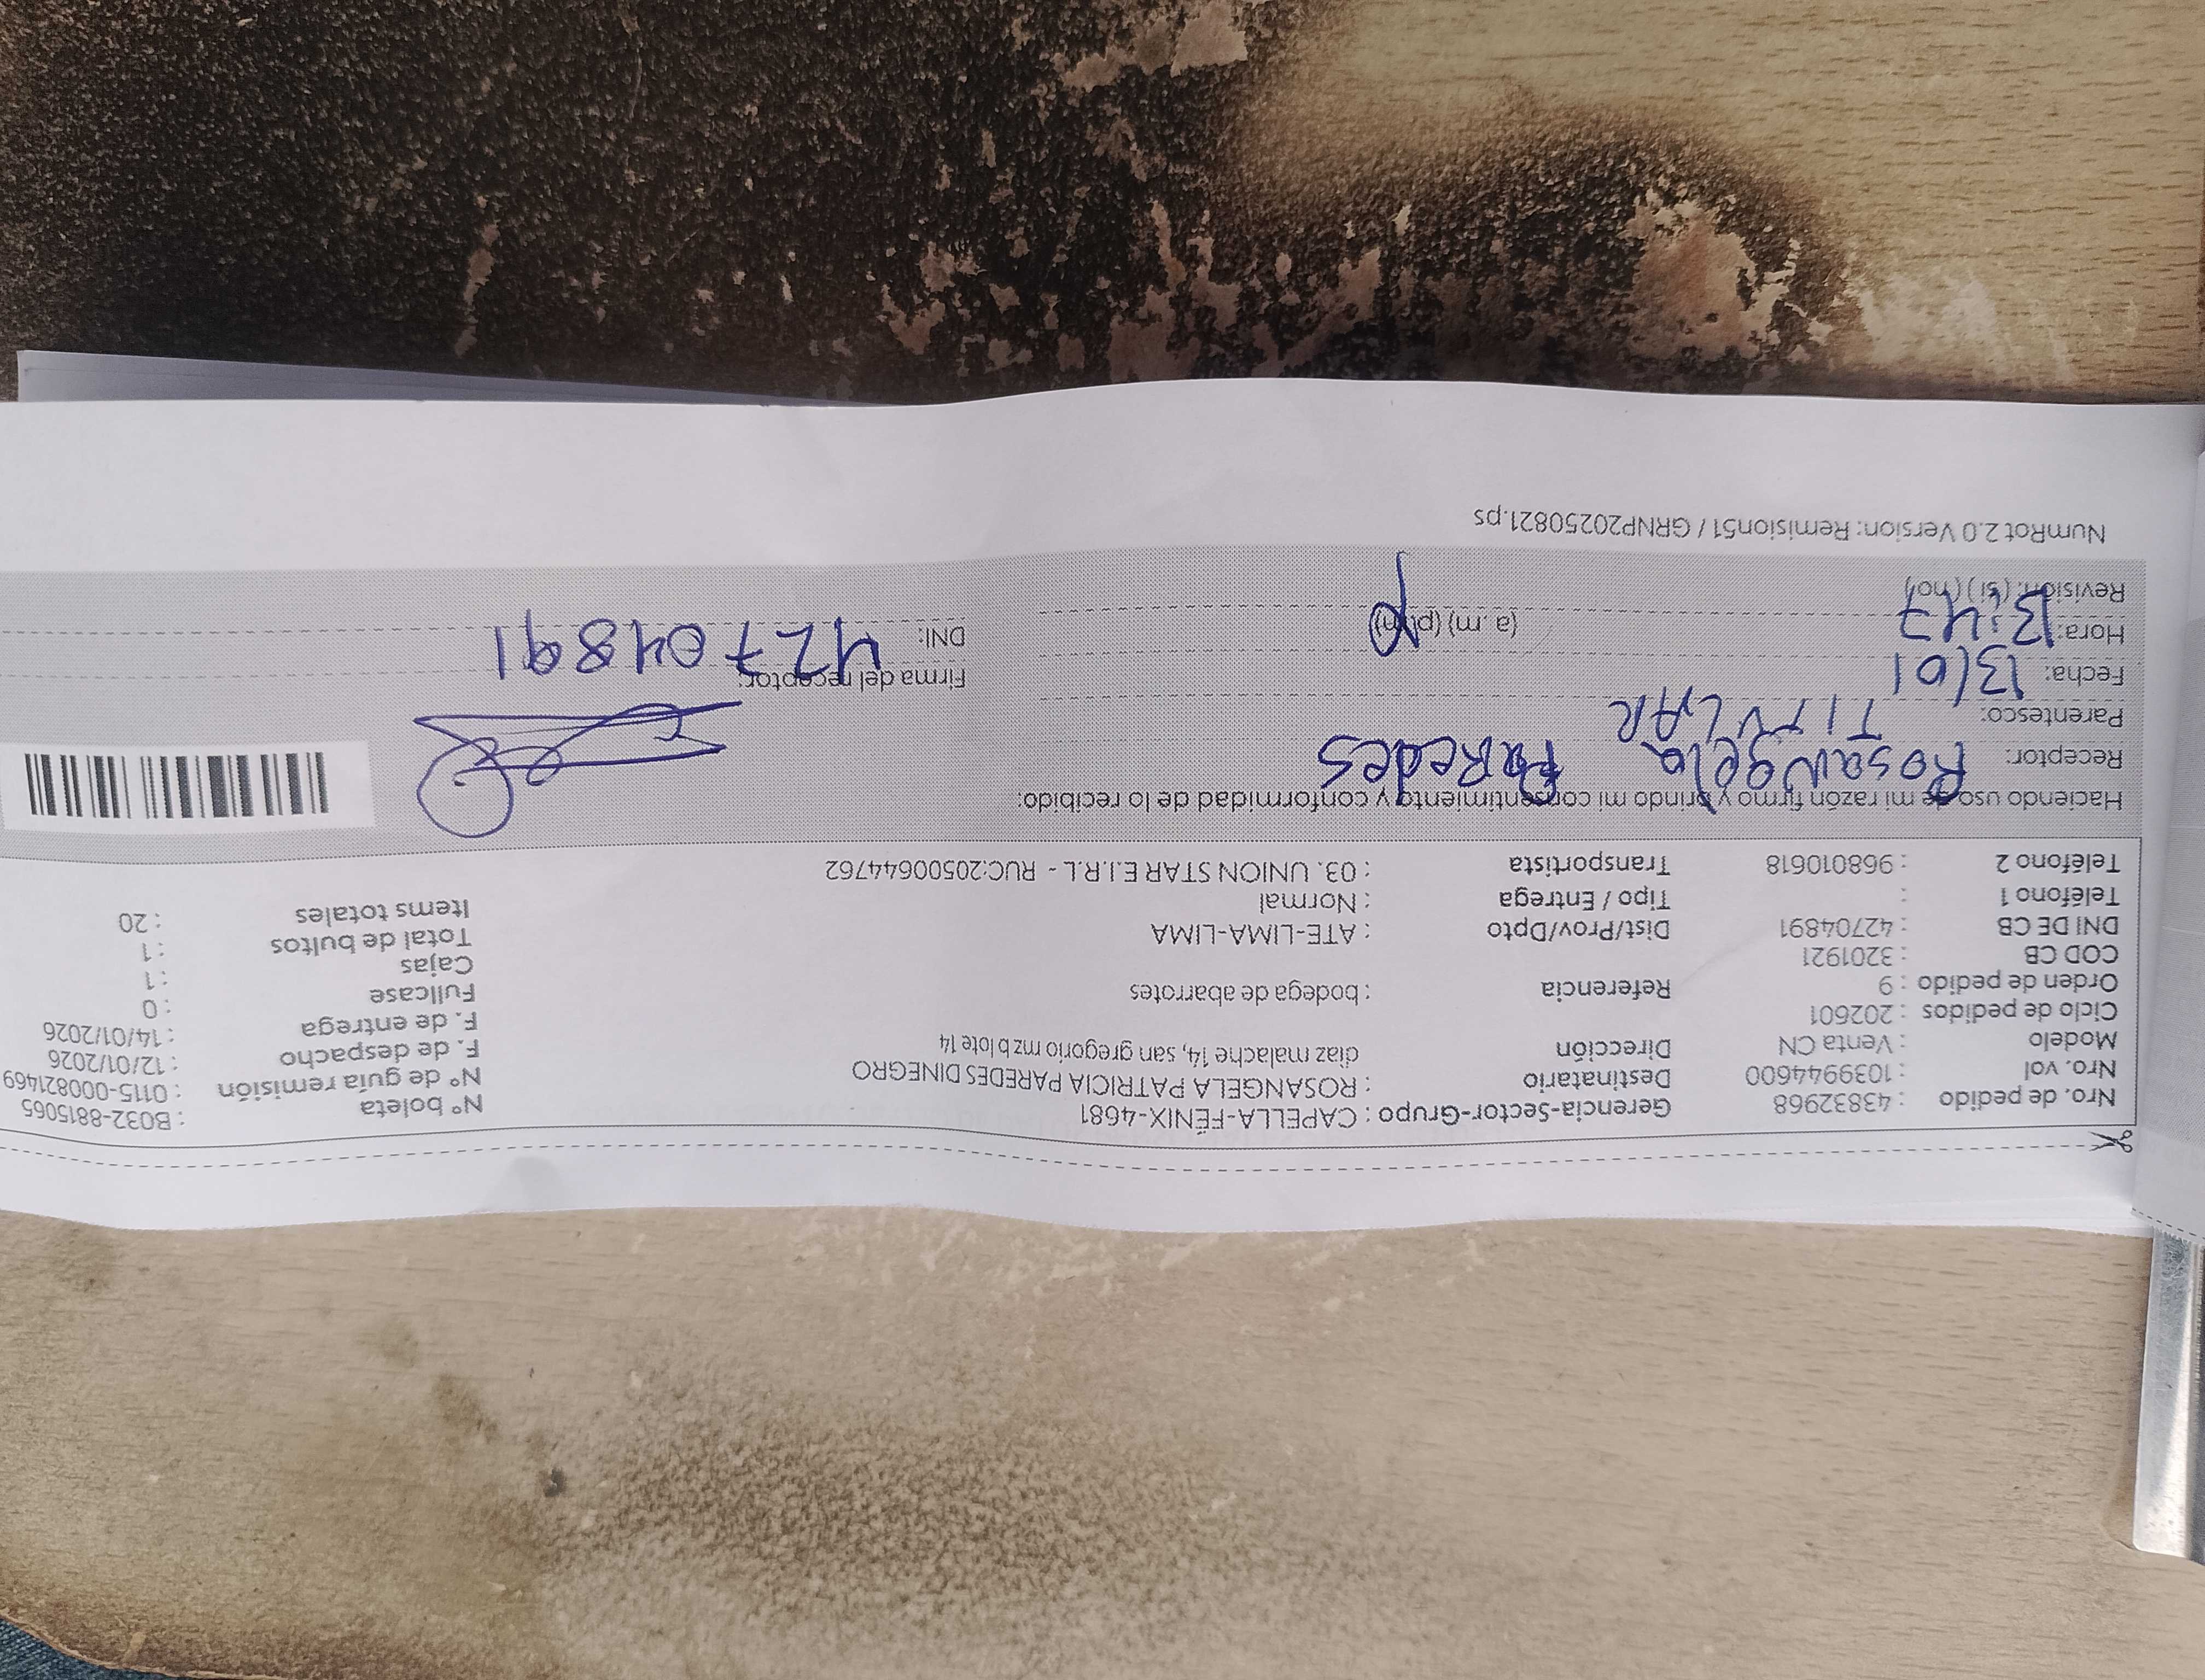 Nro. de pedido : 43832968 Gerencia-Sector-Grupo : CAPELLA-FÉNIX-4681 N° boleta : B032-8815065
Nro. vol : 1039944600 Destinatario : ROSANGELA PATRICIA PAREDES DINEGRO N° de guía remisión : 0115-000821469
Modelo : Venta CN Dirección diaz malache 14, san gregorio mz b lote 14 F. de despacho : 12/01/2026
Ciclo de pedidos : 202601 F. de entrega : 14/01/2026
Orden de pedido : 9 Referencia : bodega de abarrotes Fullcase : 0
COD CB : 3201921 Cajas : 1
DNI DE CB : 42704891 Dist/Prov/Dpto : ATE-LIMA-LIMA Total de bultos : 1
Teléfono 1 : Tipo / Entrega : Normal Items totales : 20
Teléfono 2 : 968010618 Transportista : 03. UNION STAR E.I.R.L - RUC:20500644762
Haciendo uso de mi razón firmo y brindo mi consentimiento y conformidad de lo recibido:
Receptor: Rosangela Paredes
Parentesco: TITULAR
Fecha: 13/01 Firma del receptor:
Hora: 13:47 (a. m) (p. m) p DNI: 42704891
Revisión: (si) (no)
NumRot 2.0 Version: Remision51 / GRNP20250821.ps